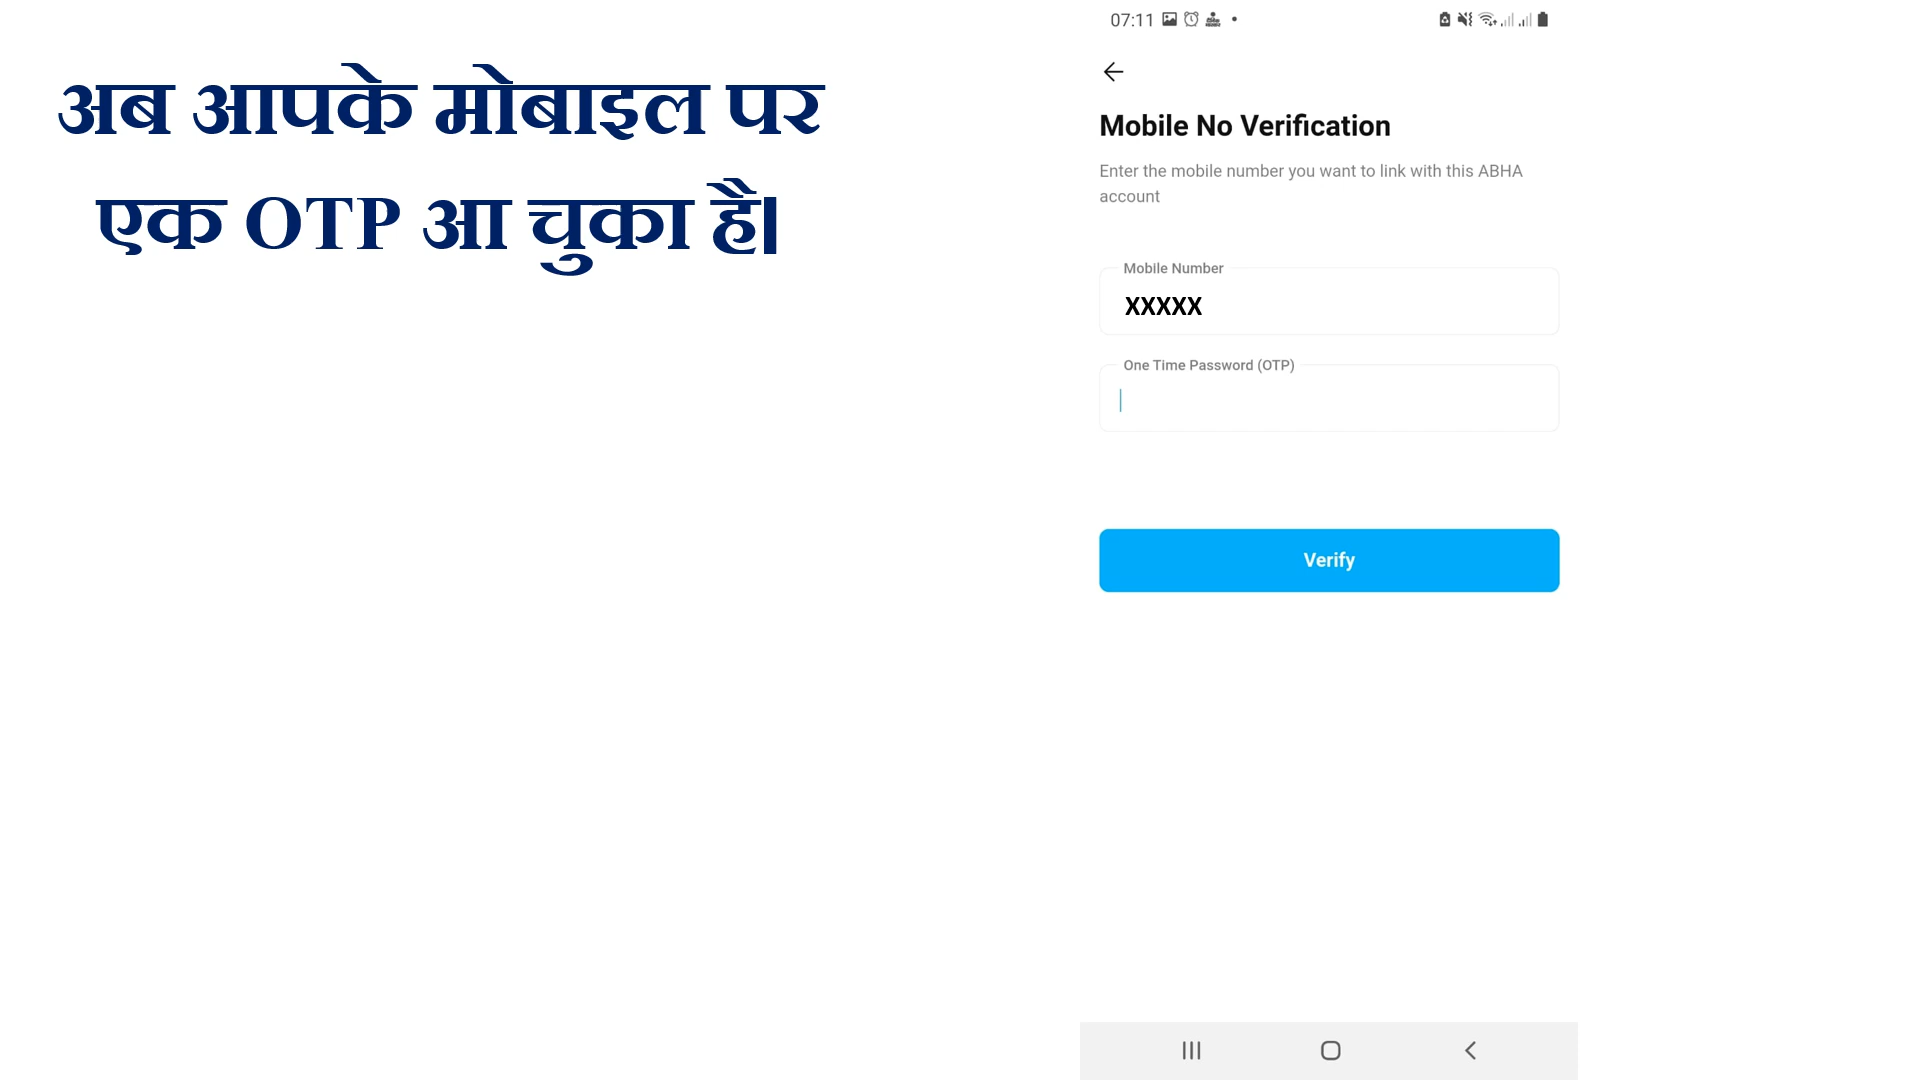 अब आपके मोबाइल पर
एक OTP आ चुका है।
07:11
Mobile No Verification
Enter the mobile number you want to link with this ABHA
account
Mobile Number
XXXXX
One Time Password (OTP)
Verify